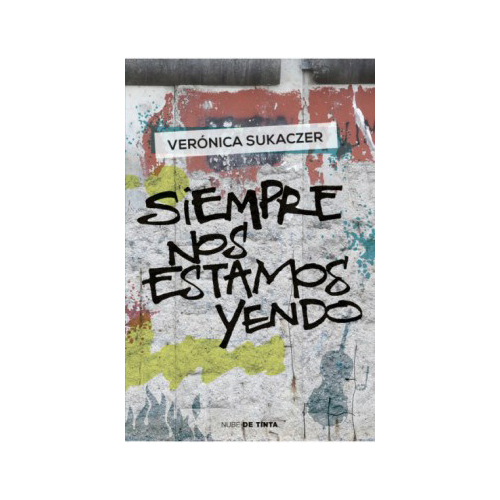 VERÓNICA SUKACZER
SiEMPRE
NOS
ESTAMOS
YENDO
NUBE DE TINTA